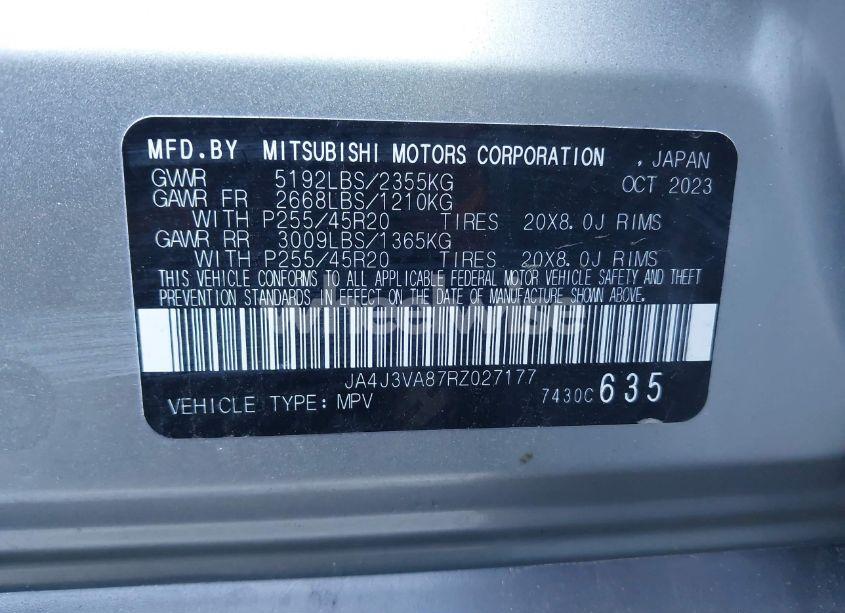 MFD.BY MITSUBISHI MOTORS CORPORATION , JAPAN
GVWR 5192LBS/2355KG OCT 2023
GAWR FR 2668LBS/1210KG
WITH P255/45R20 TIRES 20X8.0J RIMS
GAWR RR 3009LBS/1365KG
WITH P255/45R20 TIRES 20X8.0J RIMS
THIS VEHICLE CONFORMS TO ALL APPLICABLE FEDERAL MOTOR VEHICLE SAFETY AND THEFT
PREVENTION STANDARDS IN EFFECT ON THE DATE OF MANUFACTURE SHOWN ABOVE.
wheelwise
JA4J3VA87RZ027177
VEHICLE TYPE: MPV 7430C 635